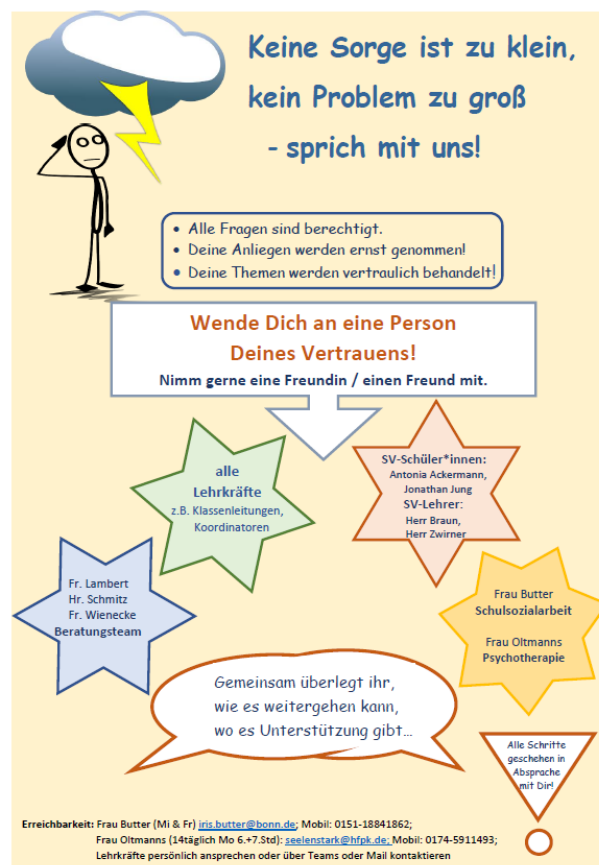 Keine Sorge ist zu klein,
kein Problem zu groß
- sprich mit uns!
• Alle Fragen sind berechtigt.
• Deine Anliegen werden ernst genommen!
• Deine Themen werden vertraulich behandelt!
Wende Dich an eine Person
Deines Vertrauens!
Nimm gerne eine Freundin / einen Freund mit.
alle
Lehrkräfte
z.B. Klassenleitungen,
Koordinatoren
SV-Schüler*innen:
Antonia Ackermann,
Jonathan Jung
SV-Lehrer:
Herr Braun,
Herr Zwirner
Fr. Lambert
Hr. Schmitz
Fr. Wienecke
Beratungsteam
Frau Butter
Schulsozialarbeit
Frau Oltmanns
Psychotherapie
Gemeinsam überlegt ihr,
wie es weitergehen kann,
wo es Unterstützung gibt...
Alle Schritte
geschehen in
Absprache
mit Dir!
Erreichbarkeit: Frau Butter (Mi & Fr) iris.butter@bonn.de; Mobil: 0151-18841862;
Frau Oltmanns (14täglich Mo 6.+7.Std): seelenstark@hfpk.de; Mobil: 0174-5911493;
Lehrkräfte persönlich ansprechen oder über Teams oder Mail kontaktieren